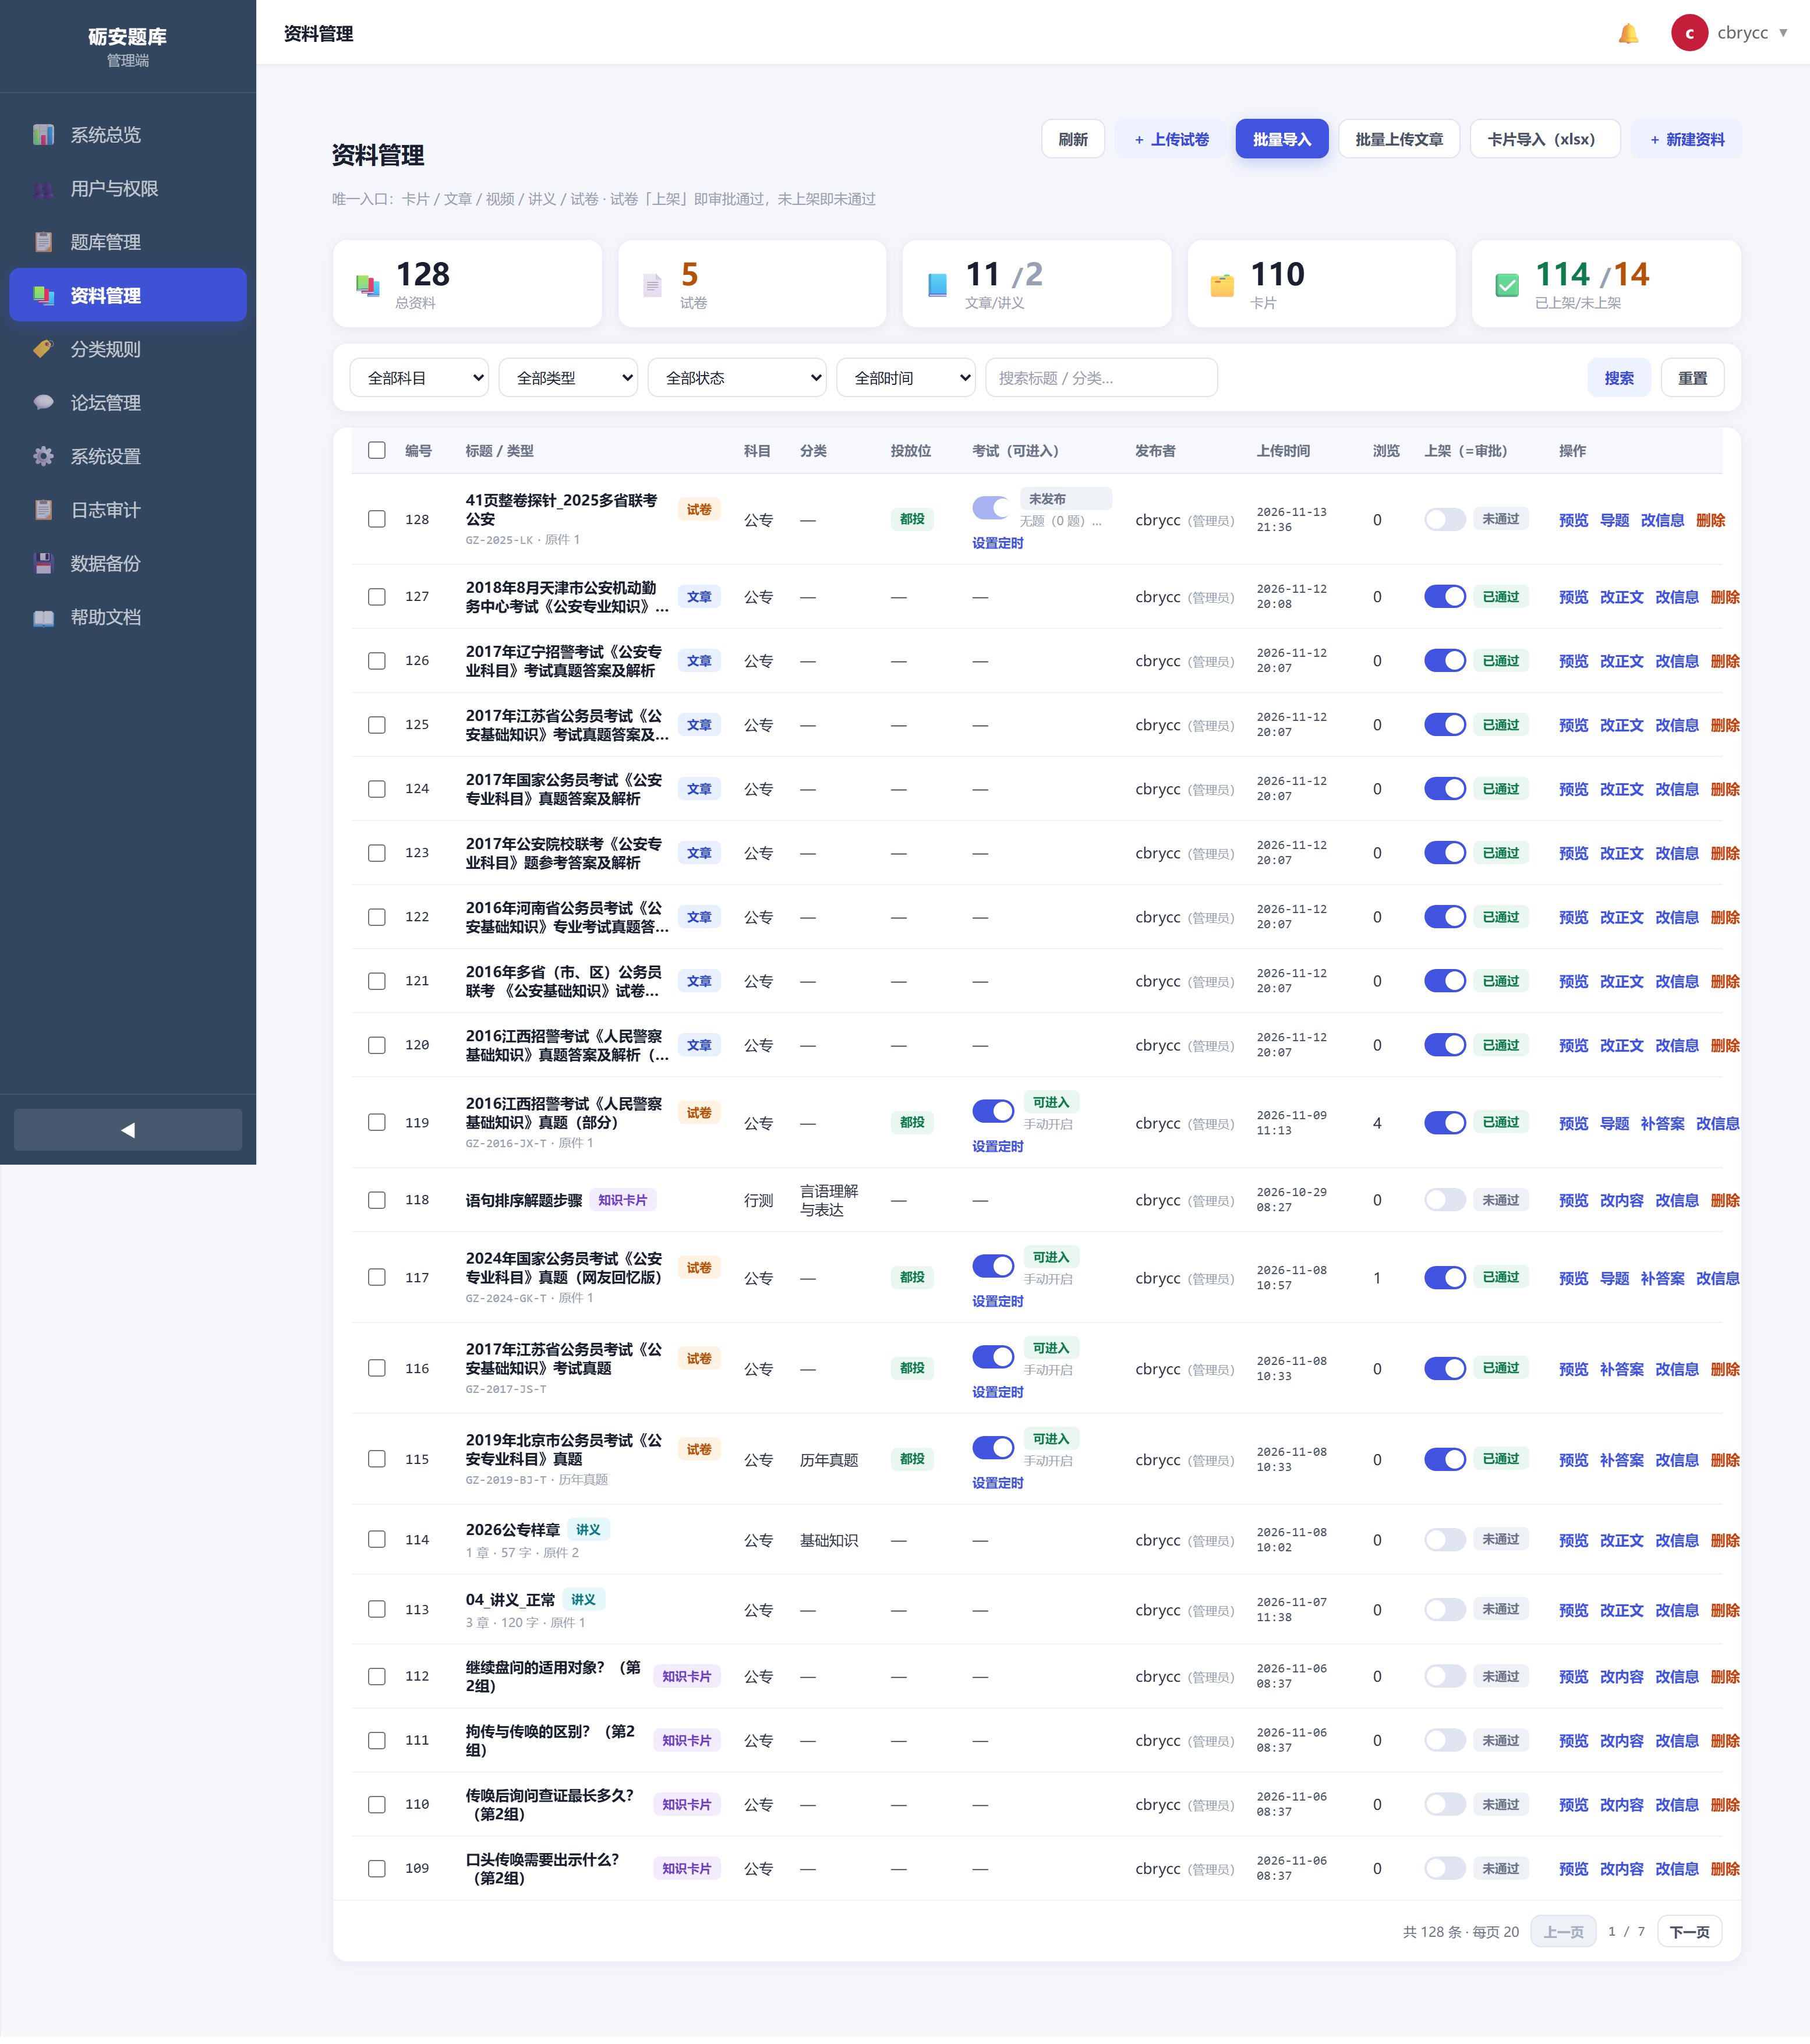 砺安题库
管理端
系统总览
用户与权限
题库管理
资料管理
分类规则
论坛管理
系统设置
日志审计
数据备份
帮助文档
◀
资料管理
c cbrycc ▼
资料管理
刷新 + 上传试卷 批量导入 批量上传文章 卡片导入（xlsx） + 新建资料
唯一入口：卡片 / 文章 / 视频 / 讲义 / 试卷 · 试卷「上架」即审批通过，未上架即未通过
128
总资料
5
试卷
11 /2
文章/讲义
110
卡片
114 /14
已上架/未上架
全部科目 全部类型 全部状态 全部时间 搜索标题 / 分类... 搜索 重置
编号 标题 / 类型 科目 分类 投放位 考试（可进入） 发布者 上传时间 浏览 上架（=审批） 操作
128 41页整卷探针_2025多省联考
公安 试卷
GZ-2025-LK · 原件 1
公专 — 都投 未发布
无题（0 题）...
设置定时
cbrycc（管理员） 2026-11-13
21:36
0 未通过 预览 导题 改信息 删除
127 2018年8月天津市公安机动勤
务中心考试《公安专业知识》... 文章
公专 — — — cbrycc（管理员） 2026-11-12
20:08
0 已通过 预览 改正文 改信息 删除
126 2017年辽宁招警考试《公安专
业科目》考试真题答案及解析 文章
公专 — — — cbrycc（管理员） 2026-11-12
20:07
0 已通过 预览 改正文 改信息 删除
125 2017年江苏省公务员考试《公
安基础知识》考试真题答案及... 文章
公专 — — — cbrycc（管理员） 2026-11-12
20:07
0 已通过 预览 改正文 改信息 删除
124 2017年国家公务员考试《公安
专业科目》真题答案及解析 文章
公专 — — — cbrycc（管理员） 2026-11-12
20:07
0 已通过 预览 改正文 改信息 删除
123 2017年公安院校联考《公安专
业科目》题参考答案及解析 文章
公专 — — — cbrycc（管理员） 2026-11-12
20:07
0 已通过 预览 改正文 改信息 删除
122 2016年河南省公务员考试《公
安基础知识》专业考试真题答... 文章
公专 — — — cbrycc（管理员） 2026-11-12
20:07
0 已通过 预览 改正文 改信息 删除
121 2016年多省（市、区）公务员
联考 《公安基础知识》试卷... 文章
公专 — — — cbrycc（管理员） 2026-11-12
20:07
0 已通过 预览 改正文 改信息 删除
120 2016江西招警考试《人民警察
基础知识》真题答案及解析（... 文章
公专 — — — cbrycc（管理员） 2026-11-12
20:07
0 已通过 预览 改正文 改信息 删除
119 2016江西招警考试《人民警察
基础知识》真题（部分） 试卷
GZ-2016-JX-T · 原件 1
公专 — 都投 可进入
手动开启
设置定时
cbrycc（管理员） 2026-11-09
11:13
4 已通过 预览 导题 补答案 改信息
118 语句排序解题步骤 知识卡片
行测 言语理解
与表达
— — cbrycc（管理员） 2026-10-29
08:27
0 未通过 预览 改内容 改信息 删除
117 2024年国家公务员考试《公安
专业科目》真题（网友回忆版） 试卷
GZ-2024-GK-T · 原件 1
公专 — 都投 可进入
手动开启
设置定时
cbrycc（管理员） 2026-11-08
10:57
1 已通过 预览 导题 补答案 改信息
116 2017年江苏省公务员考试《公
安基础知识》考试真题 试卷
GZ-2017-JS-T
公专 — 都投 可进入
手动开启
设置定时
cbrycc（管理员） 2026-11-08
10:33
0 已通过 预览 补答案 改信息 删除
115 2019年北京市公务员考试《公
安专业科目》真题 试卷
GZ-2019-BJ-T · 历年真题
公专 历年真题 都投 可进入
手动开启
设置定时
cbrycc（管理员） 2026-11-08
10:33
0 已通过 预览 补答案 改信息 删除
114 2026公专样章 讲义
1 章 · 57 字 · 原件 2
公专 基础知识 — — cbrycc（管理员） 2026-11-08
10:02
0 未通过 预览 改正文 改信息 删除
113 04_讲义_正常 讲义
3 章 · 120 字 · 原件 1
公专 — — — cbrycc（管理员） 2026-11-07
11:38
0 未通过 预览 改正文 改信息 删除
112 继续盘问的适用对象？（第
2组） 知识卡片
公专 — — — cbrycc（管理员） 2026-11-06
08:37
0 未通过 预览 改内容 改信息 删除
111 拘传与传唤的区别？（第2
组） 知识卡片
公专 — — — cbrycc（管理员） 2026-11-06
08:37
0 未通过 预览 改内容 改信息 删除
110 传唤后询问查证最长多久？
（第2组） 知识卡片
公专 — — — cbrycc（管理员） 2026-11-06
08:37
0 未通过 预览 改内容 改信息 删除
109 口头传唤需要出示什么？
（第2组） 知识卡片
公专 — — — cbrycc（管理员） 2026-11-06
08:37
0 未通过 预览 改内容 改信息 删除
共 128 条 · 每页 20 上一页 1 / 7 下一页